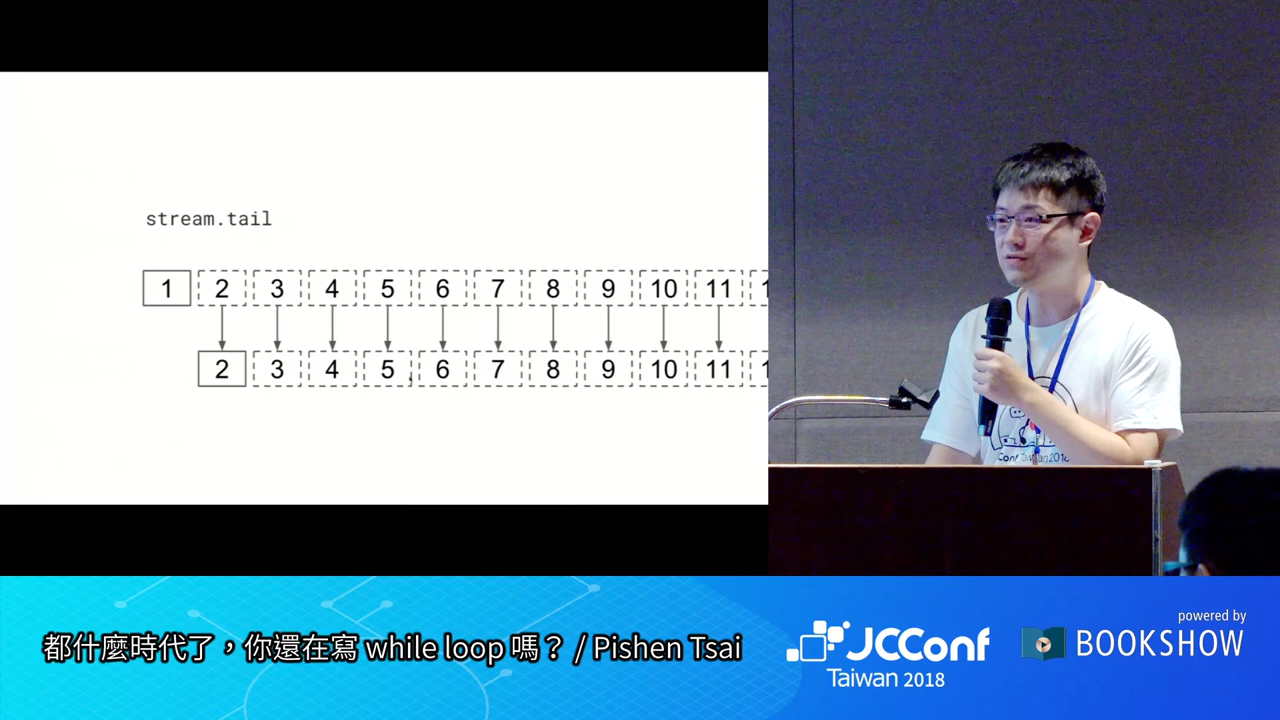 stream.tail
1 2 3 4 5 6 7 8 9 10 11 1
2 3 4 5 6 7 8 9 10 11 1
都什麼時代了，你還在寫 while loop 嗎？ / Pishen Tsai
JCConf
Taiwan 2018
powered by
BOOKSHOW